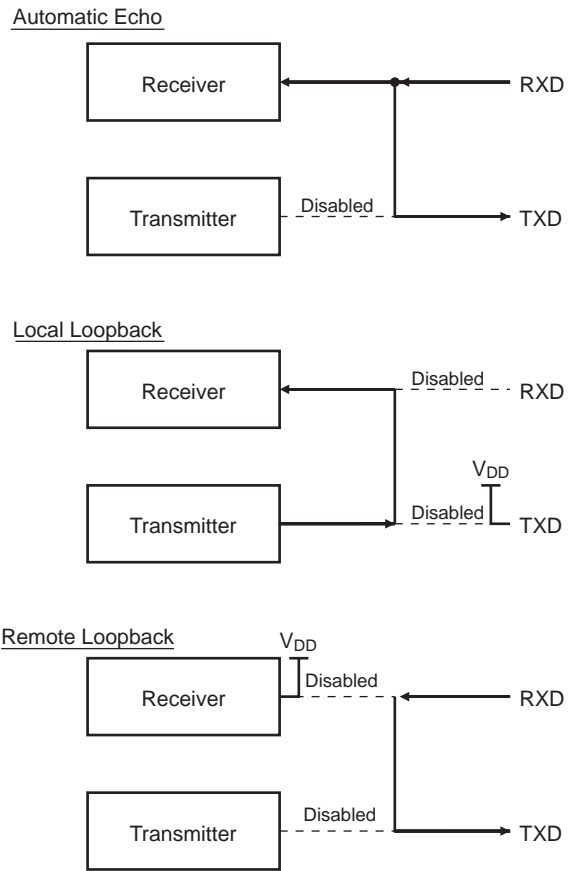 Automatic Echo
Receiver
RXD
Transmitter
Disabled
TXD
Local Loopback
Receiver
Disabled
RXD
VDD
Transmitter
Disabled
TXD
Remote Loopback
VDD
Receiver
Disabled
RXD
Transmitter
Disabled
TXD